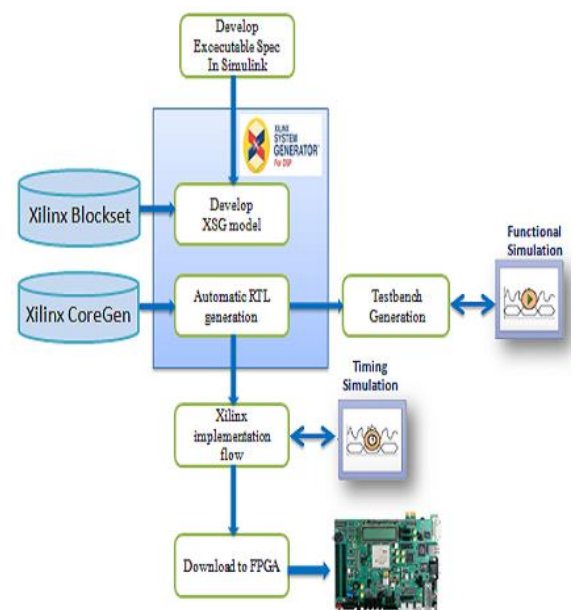 Develop
Excecutable Spec
In Simulink
XILINX
SYSTEM
GENERATOR
For DSP
Xilinx Blockset
Develop
XSG model
Functional
Simulation
Xilinx CoreGen
Automatic RTL
generation
Testbench
Generation
Timing
Simulation
Xilinx
implementation
flow
Download to FPGA